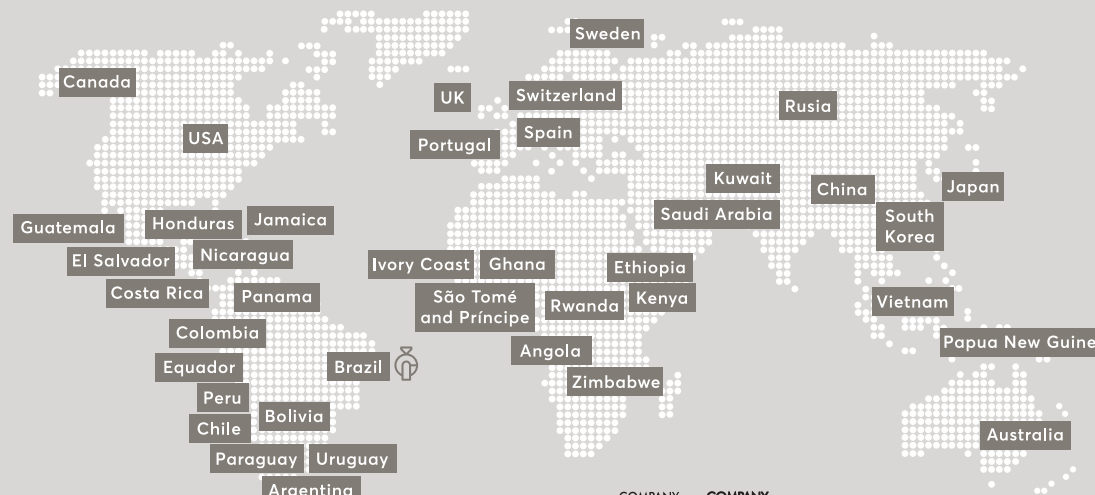 Sweden
Canada
UK
Switzerland
Rusia
USA
Spain
Portugal
Kuwait
China
Japan
Guatemala
Honduras
Jamaica
Saudi Arabia
South
Korea
El Salvador
Nicaragua
Ivory Coast
Ghana
Ethiopia
Costa Rica
Panama
São Tomé
and Príncipe
Rwanda
Kenya
Vietnam
Colombia
Papua New Guine
Angola
Equador
Brazil
Zimbabwe
Peru
Bolivia
Chile
Australia
Paraguay
Uruguay
Argentina
COMPANY
COMPANY